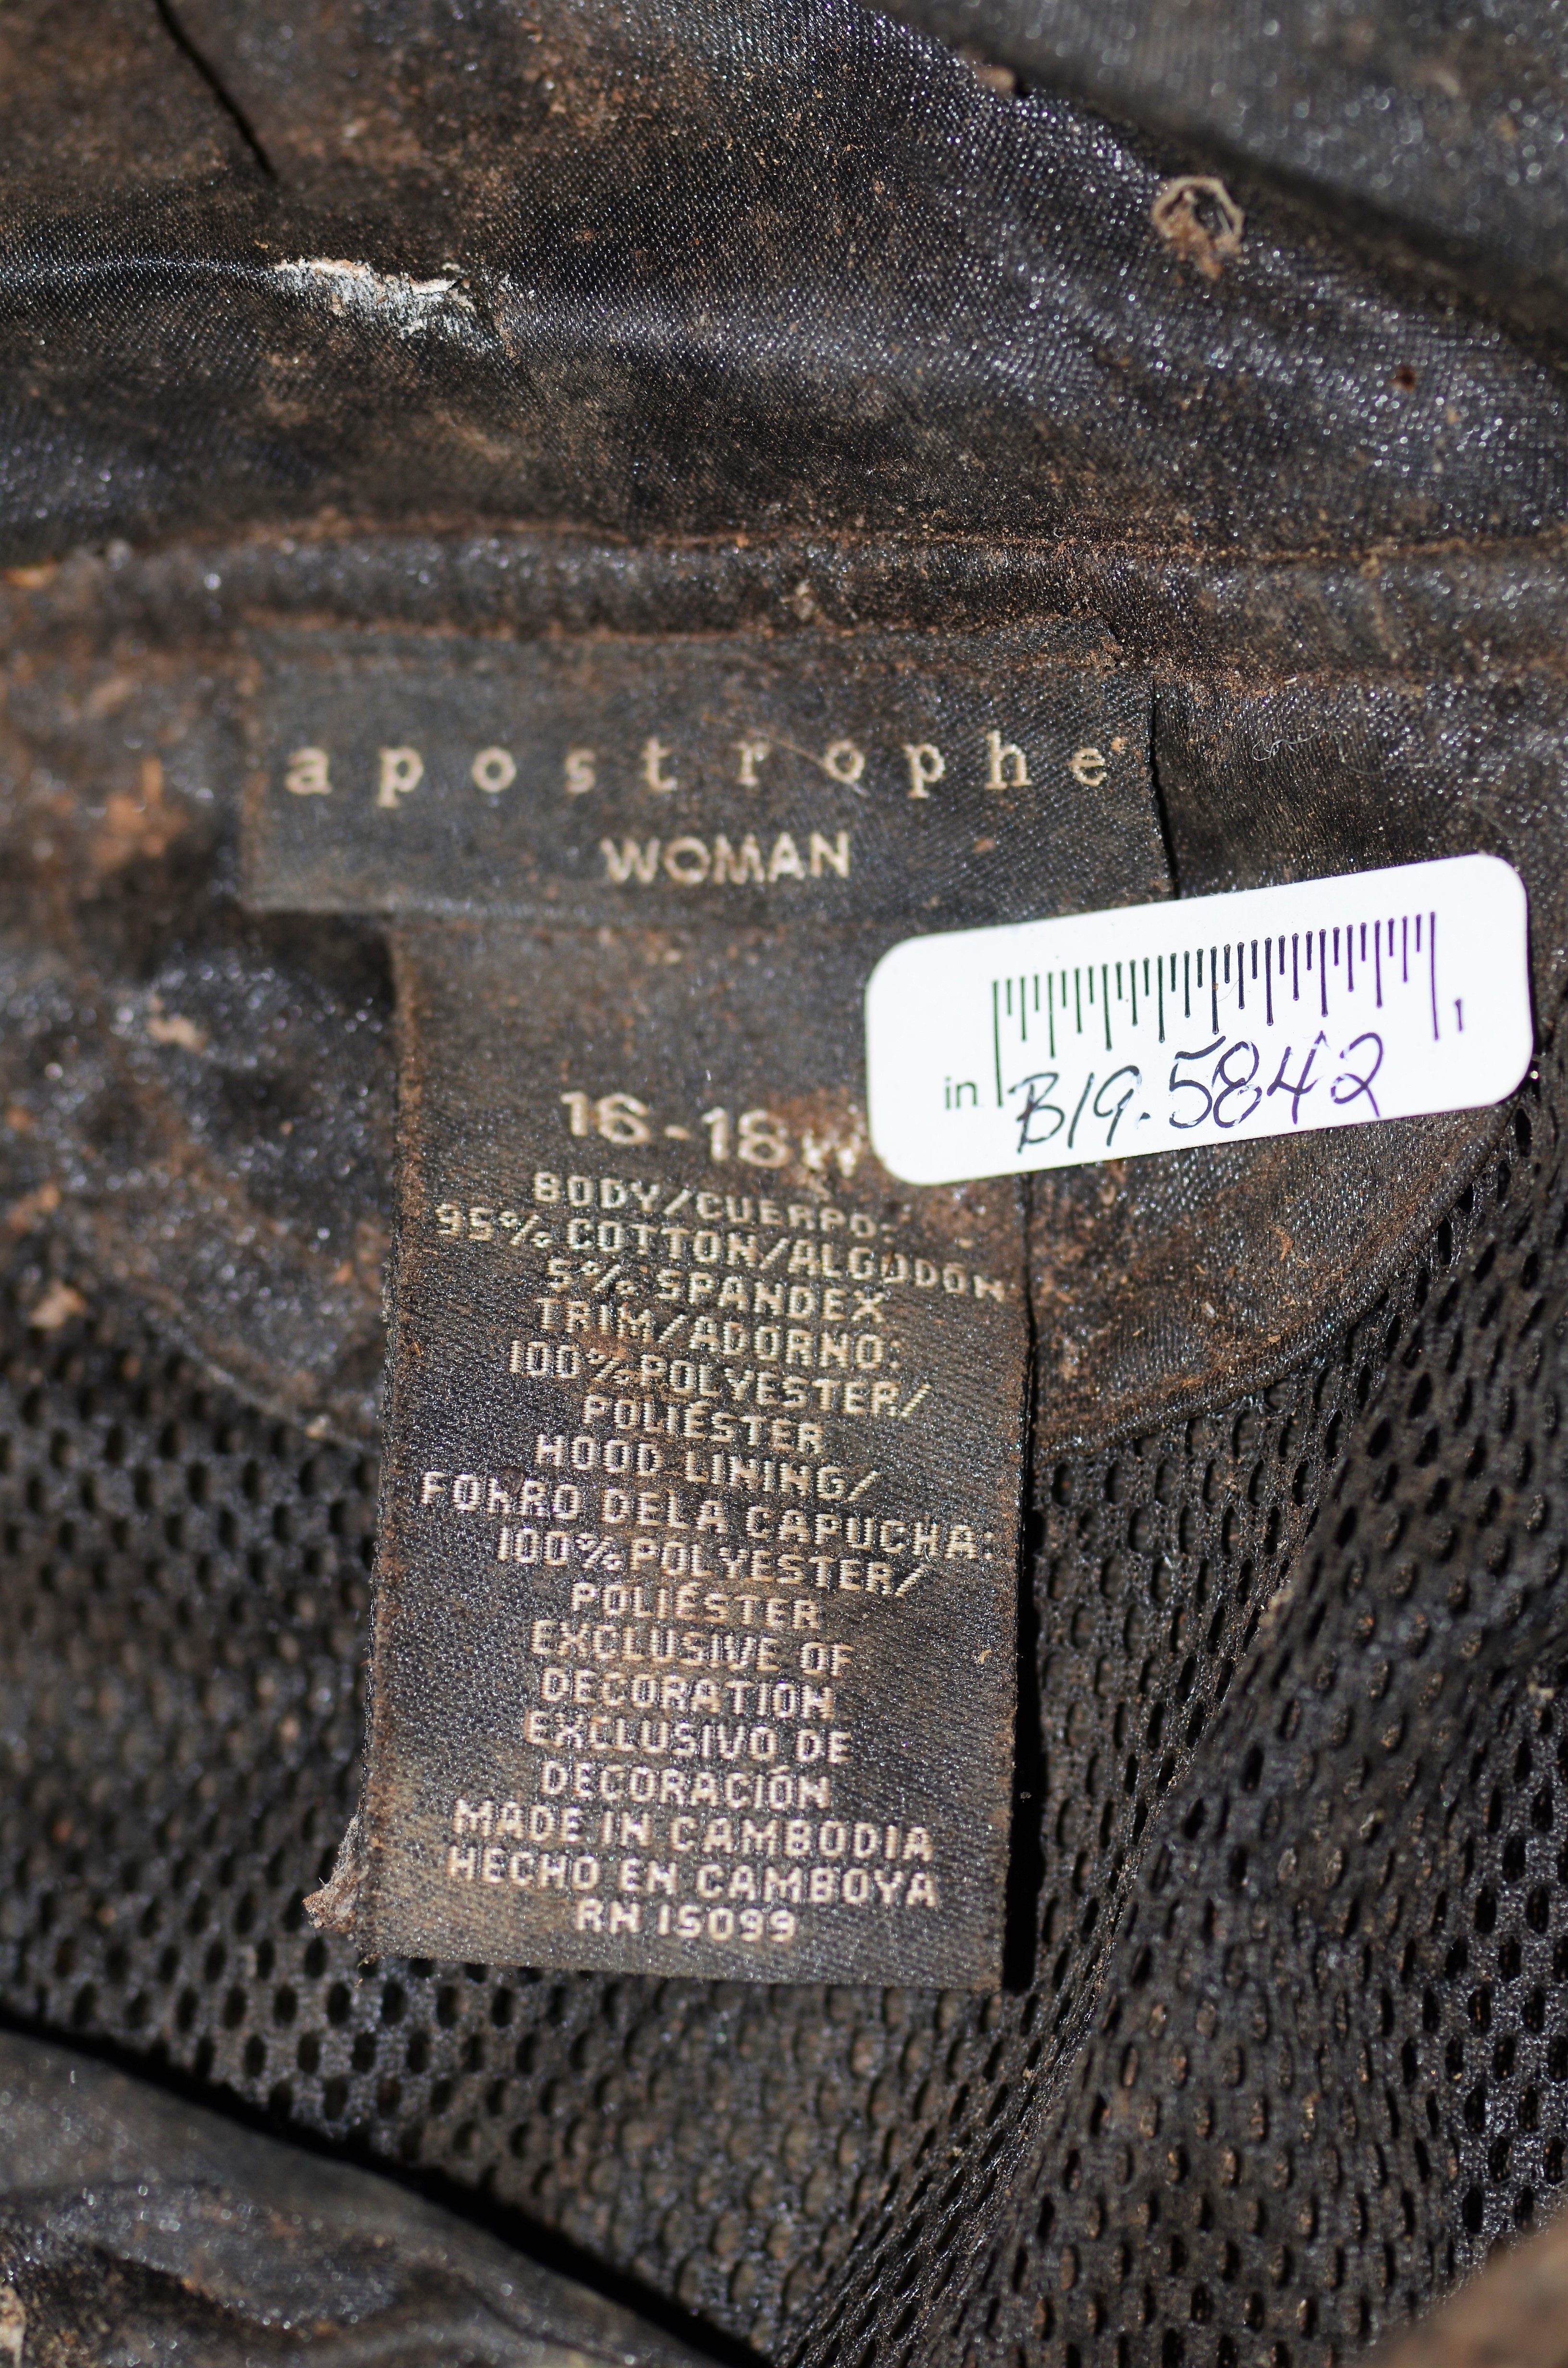 apostrophe
WOMAN
in 1
B19.5842
16-18W
BODY/CUERPO:
95% COTTON/ALGODÓN
5% SPANDEX
TRIM/ADORNO:
100% POLYESTER/
POLIÉSTER
HOOD LINING/
FORRO DELA CAPUCHA:
100% POLYESTER/
POLIÉSTER
EXCLUSIVE OF
DECORATION
EXCLUSIVO DE
DECORACIÓN
MADE IN CAMBODIA
HECHO EN CAMBOYA
RN 15099